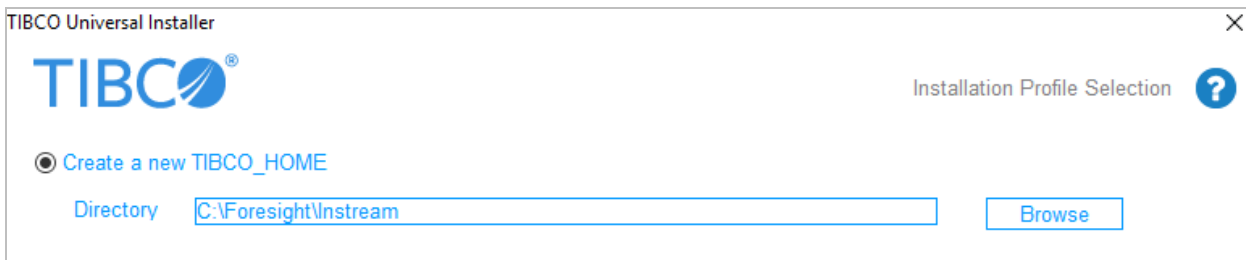 TIBCO Universal Installer
TIBCO®
Installation Profile Selection ?
Create a new TIBCO_HOME
Directory C:\Foresight\Instream Browse